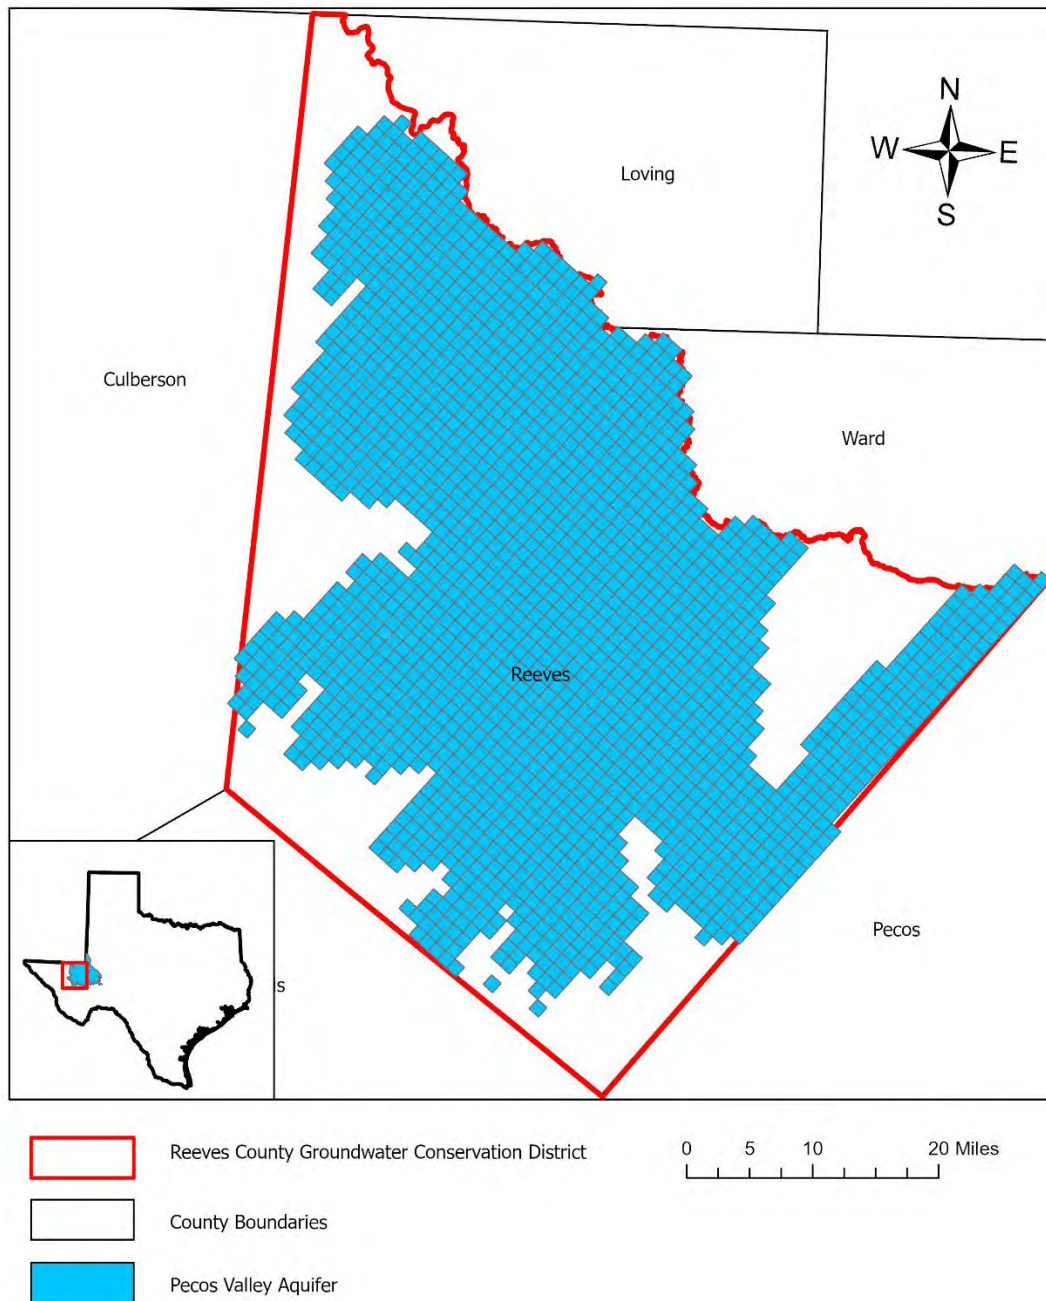 N
W E
S
Loving
Culberson
Ward
Reeves
Pecos
s
Reeves County Groundwater Conservation District
County Boundaries
Pecos Valley Aquifer
0 5 10 20 Miles